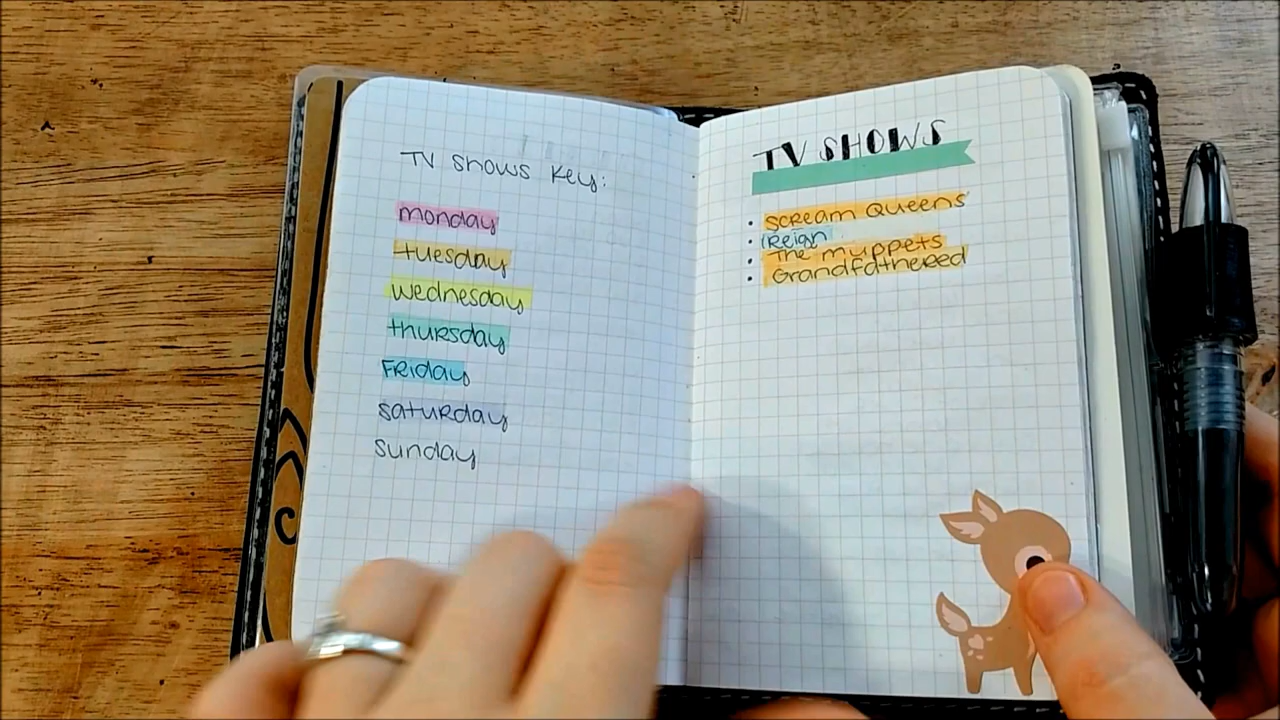 TV Shows Key:
monday
tuesday
wednesday
thursday
FRiday
satuRday
sunday
TV SHOWS
• SCReam Queens
• Reign
• The muppets
• GRandfatheRed